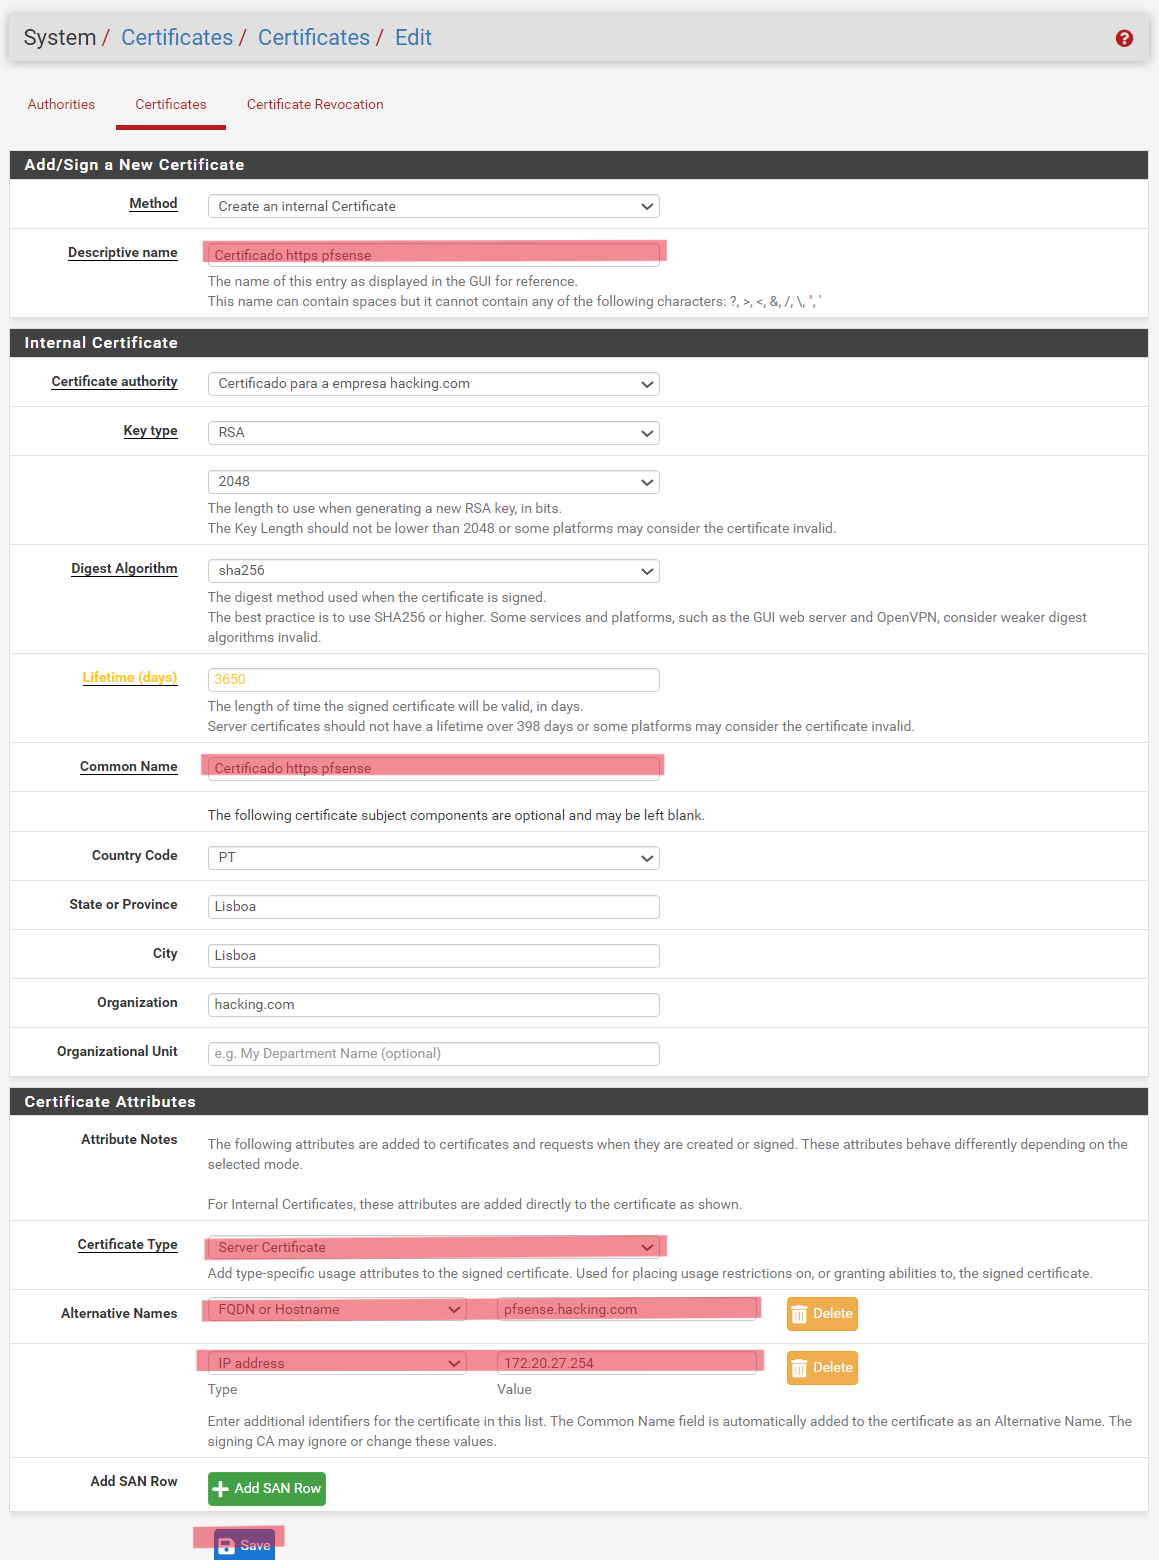 System / Certificates / Certificates / Edit
Authorities Certificates Certificate Revocation
Add/Sign a New Certificate
Method Create an internal Certificate
Descriptive name Certificado https pfsense
The name of this entry as displayed in the GUI for reference.
This name can contain spaces but it cannot contain any of the following characters: ?, >, <, &, /, \, ", '
Internal Certificate
Certificate authority Certificado para a empresa hacking.com
Key type RSA
2048
The length to use when generating a new RSA key, in bits.
The Key Length should not be lower than 2048 or some platforms may consider the certificate invalid.
Digest Algorithm sha256
The digest method used when the certificate is signed.
The best practice is to use SHA256 or higher. Some services and platforms, such as the GUI web server and OpenVPN, consider weaker digest
algorithms invalid.
Lifetime (days) 3650
The length of time the signed certificate will be valid, in days.
Server certificates should not have a lifetime over 398 days or some platforms may consider the certificate invalid.
Common Name Certificado https pfsense
The following certificate subject components are optional and may be left blank.
Country Code PT
State or Province Lisboa
City Lisboa
Organization hacking.com
Organizational Unit e.g. My Department Name (optional)
Certificate Attributes
Attribute Notes The following attributes are added to certificates and requests when they are created or signed. These attributes behave differently depending on the
selected mode.
For Internal Certificates, these attributes are added directly to the certificate as shown.
Certificate Type Server Certificate
Add type-specific usage attributes to the signed certificate. Used for placing usage restrictions on, or granting abilities to, the signed certificate.
Alternative Names FQDN or Hostname pfsense.hacking.com Delete
IP address 172.20.27.254 Delete
Type Value
Enter additional identifiers for the certificate in this list. The Common Name field is automatically added to the certificate as an Alternative Name. The
signing CA may ignore or change these values.
Add SAN Row Add SAN Row
Save